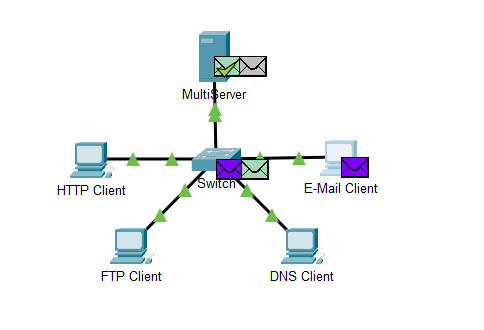 MultiServer
Switch
HTTP Client
E-Mail Client
FTP Client
DNS Client